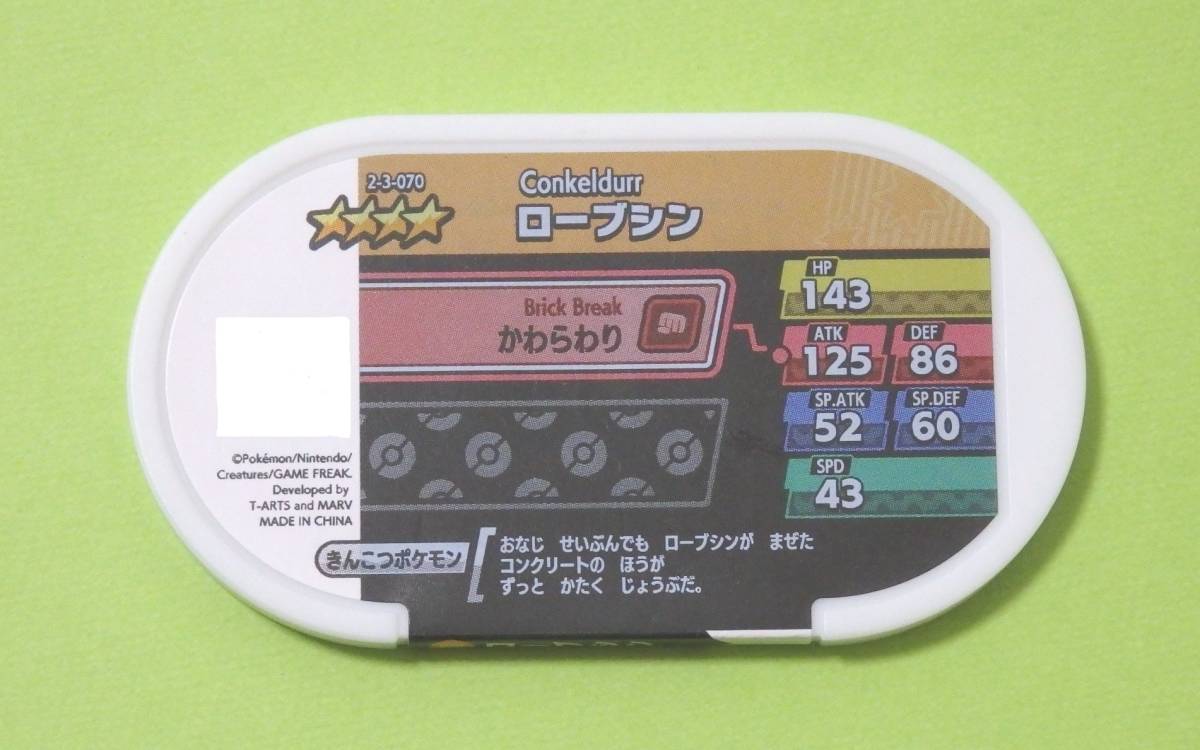 2-3-070
Conkeldurr
ローブシン
Brick Break
かわらわり
HP
143
ATK
125
DEF
86
SP.ATK
52
SP.DEF
60
SPD
43
©Pokémon/Nintendo/
Creatures/GAME FREAK.
Developed by
T-ARTS and MARV
MADE IN CHINA
きんこつポケモン
おなじ せいぶんでも ローブシンが まぜた
コンクリートの ほうが
ずっと かたく じょうぶだ。